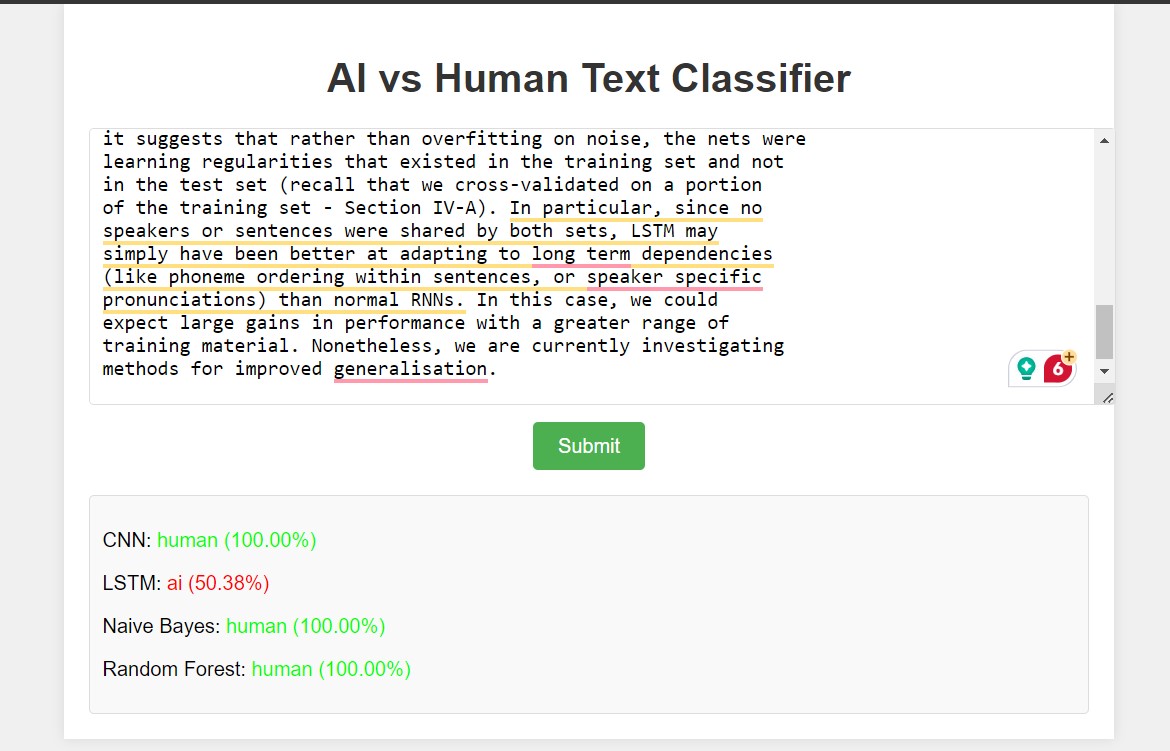 AI vs Human Text Classifier
it suggests that rather than overfitting on noise, the nets were
learning regularities that existed in the training set and not
in the test set (recall that we cross-validated on a portion
of the training set - Section IV-A). In particular, since no
speakers or sentences were shared by both sets, LSTM may
simply have been better at adapting to long term dependencies
(like phoneme ordering within sentences, or speaker specific
pronunciations) than normal RNNs. In this case, we could
expect large gains in performance with a greater range of
training material. Nonetheless, we are currently investigating
methods for improved generalisation.
6
+
Submit
CNN: human (100.00%)
LSTM: ai (50.38%)
Naive Bayes: human (100.00%)
Random Forest: human (100.00%)